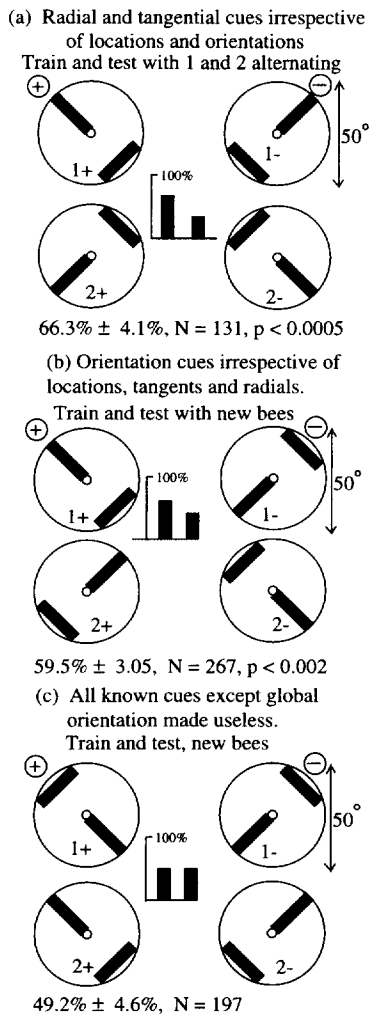 (a) Radial and tangential cues irrespective
of locations and orientations
Train and test with 1 and 2 alternating
+ −
50°
1+ 1-
100%
2+ 2-
66.3% ± 4.1%, N = 131, p < 0.0005
(b) Orientation cues irrespective of
locations, tangents and radials.
Train and test with new bees
+ −
100%
50°
1+ 1-
2+ 2-
59.5% ± 3.05, N = 267, p < 0.002
(c) All known cues except global
orientation made useless.
Train and test, new bees
+ −
50°
100%
1+ 1-
2+ 2-
49.2% ± 4.6%, N = 197